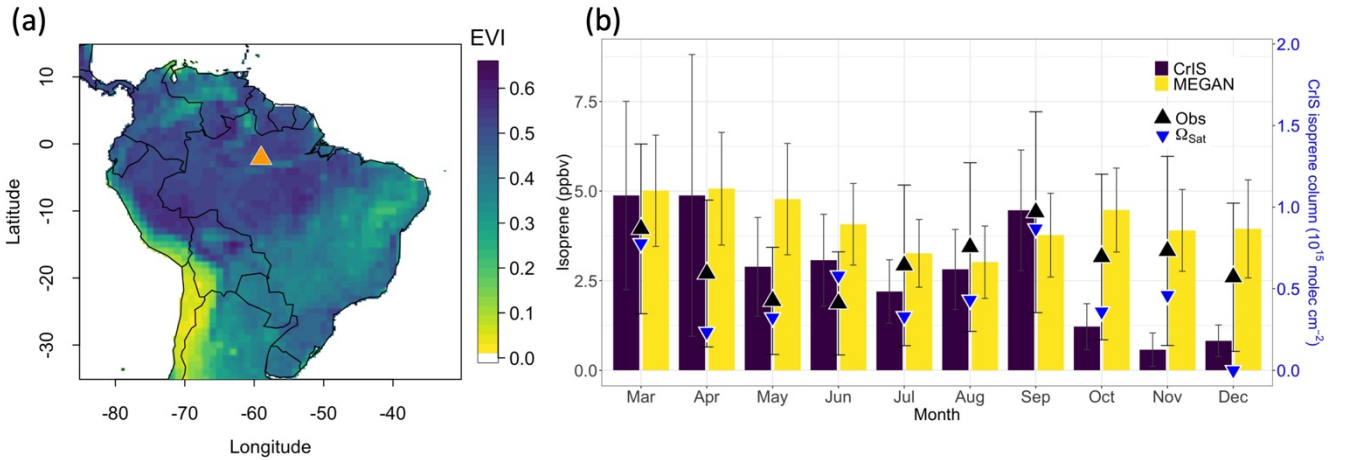 (a)
EVI
0.6
0.5
0.4
0.3
0.2
0.1
0.0
Latitude
10
0
-10
-20
-30
-80
-70
-60
-50
-40
Longitude
(b)
CrIS
MEGAN
Obs
ΩSat
Isoprene (ppbv)
7.5
5.0
2.5
0.0
CrIS isoprene column (10¹⁵ molec cm⁻²)
2.0
1.5
1.0
0.5
0.0
Mar Apr May Jun Jul Aug Sep Oct Nov Dec
Month